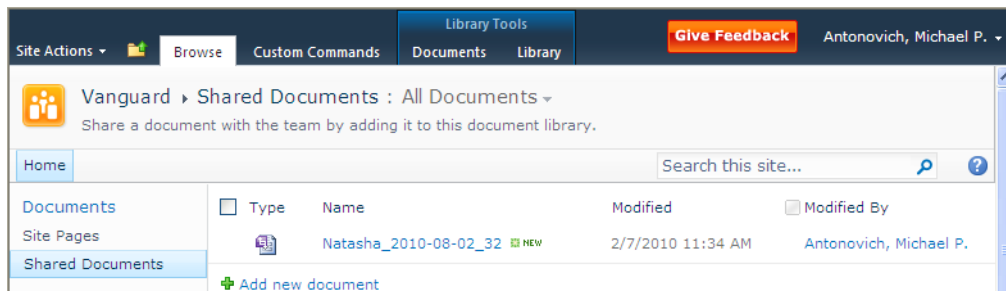 Library Tools
Site Actions Browse Custom Commands Documents Library Give Feedback Antonovich, Michael P.
Vanguard Shared Documents : All Documents
Share a document with the team by adding it to this document library.
Home Search this site... ?
Documents Type Name Modified Modified By
Site Pages Natasha_2010-08-02_32 NEW 2/7/2010 11:34 AM Antonovich, Michael P.
Shared Documents
Add new document